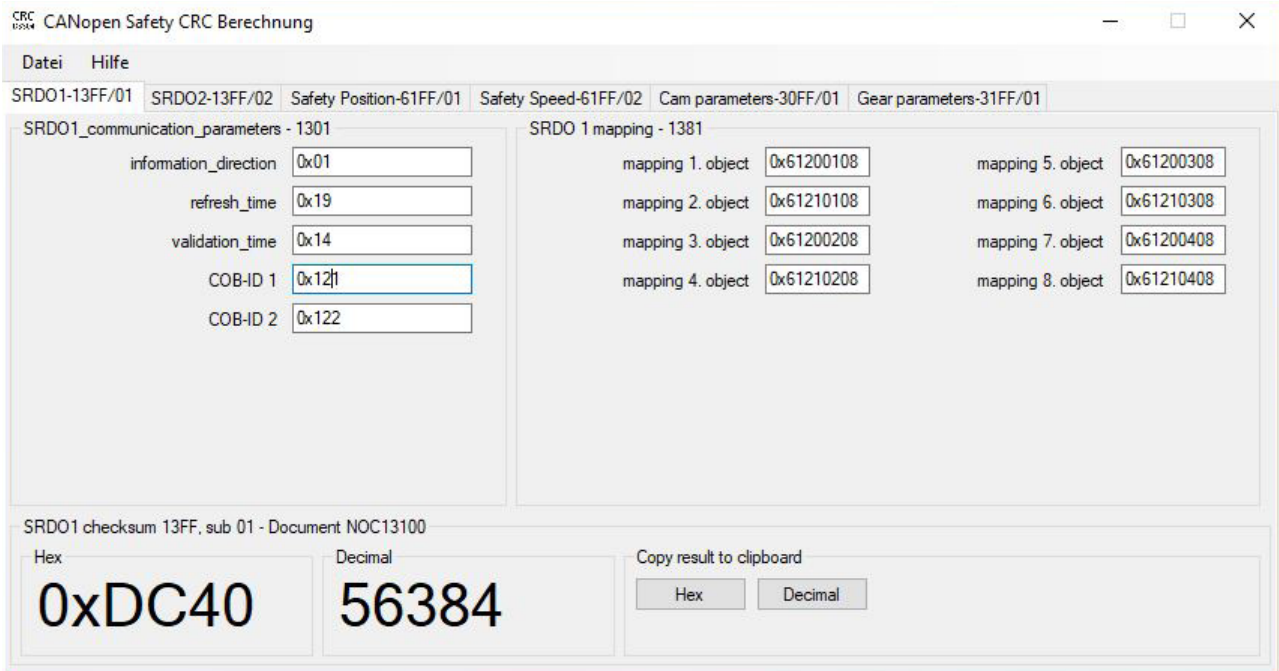 CRC CANopen Safety CRC Berechnung
Datei Hilfe
SRDO1-13FF/01 SRDO2-13FF/02 Safety Position-61FF/01 Safety Speed-61FF/02 Cam parameters-30FF/01 Gear parameters-31FF/01
SRDO1_communication_parameters - 1301
information_direction 0x01
refresh_time 0x19
validation_time 0x14
COB-ID 1 0x121
COB-ID 2 0x122
SRDO 1 mapping - 1381
mapping 1. object 0x61200108 mapping 5. object 0x61200308
mapping 2. object 0x61210108 mapping 6. object 0x61210308
mapping 3. object 0x61200208 mapping 7. object 0x61200408
mapping 4. object 0x61210208 mapping 8. object 0x61210408
SRDO1 checksum 13FF, sub 01 - Document NOC13100
Hex
0xDC40
Decimal
56384
Copy result to clipboard
Hex Decimal